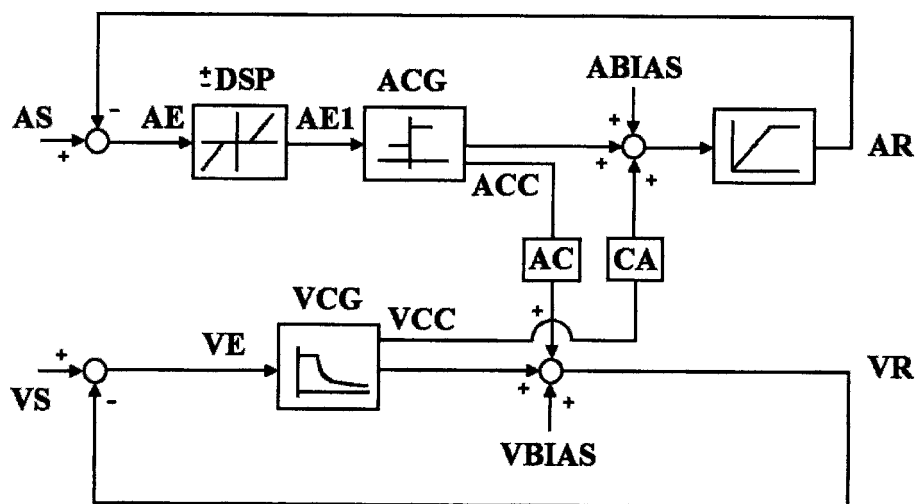 ±DSP
ACG
ABIAS
AS
AE
AE1
AR
-
+
+
+
+
ACC
AC
CA
VCG
VCC
VE
VS
VR
+
-
+
+
+
VBIAS